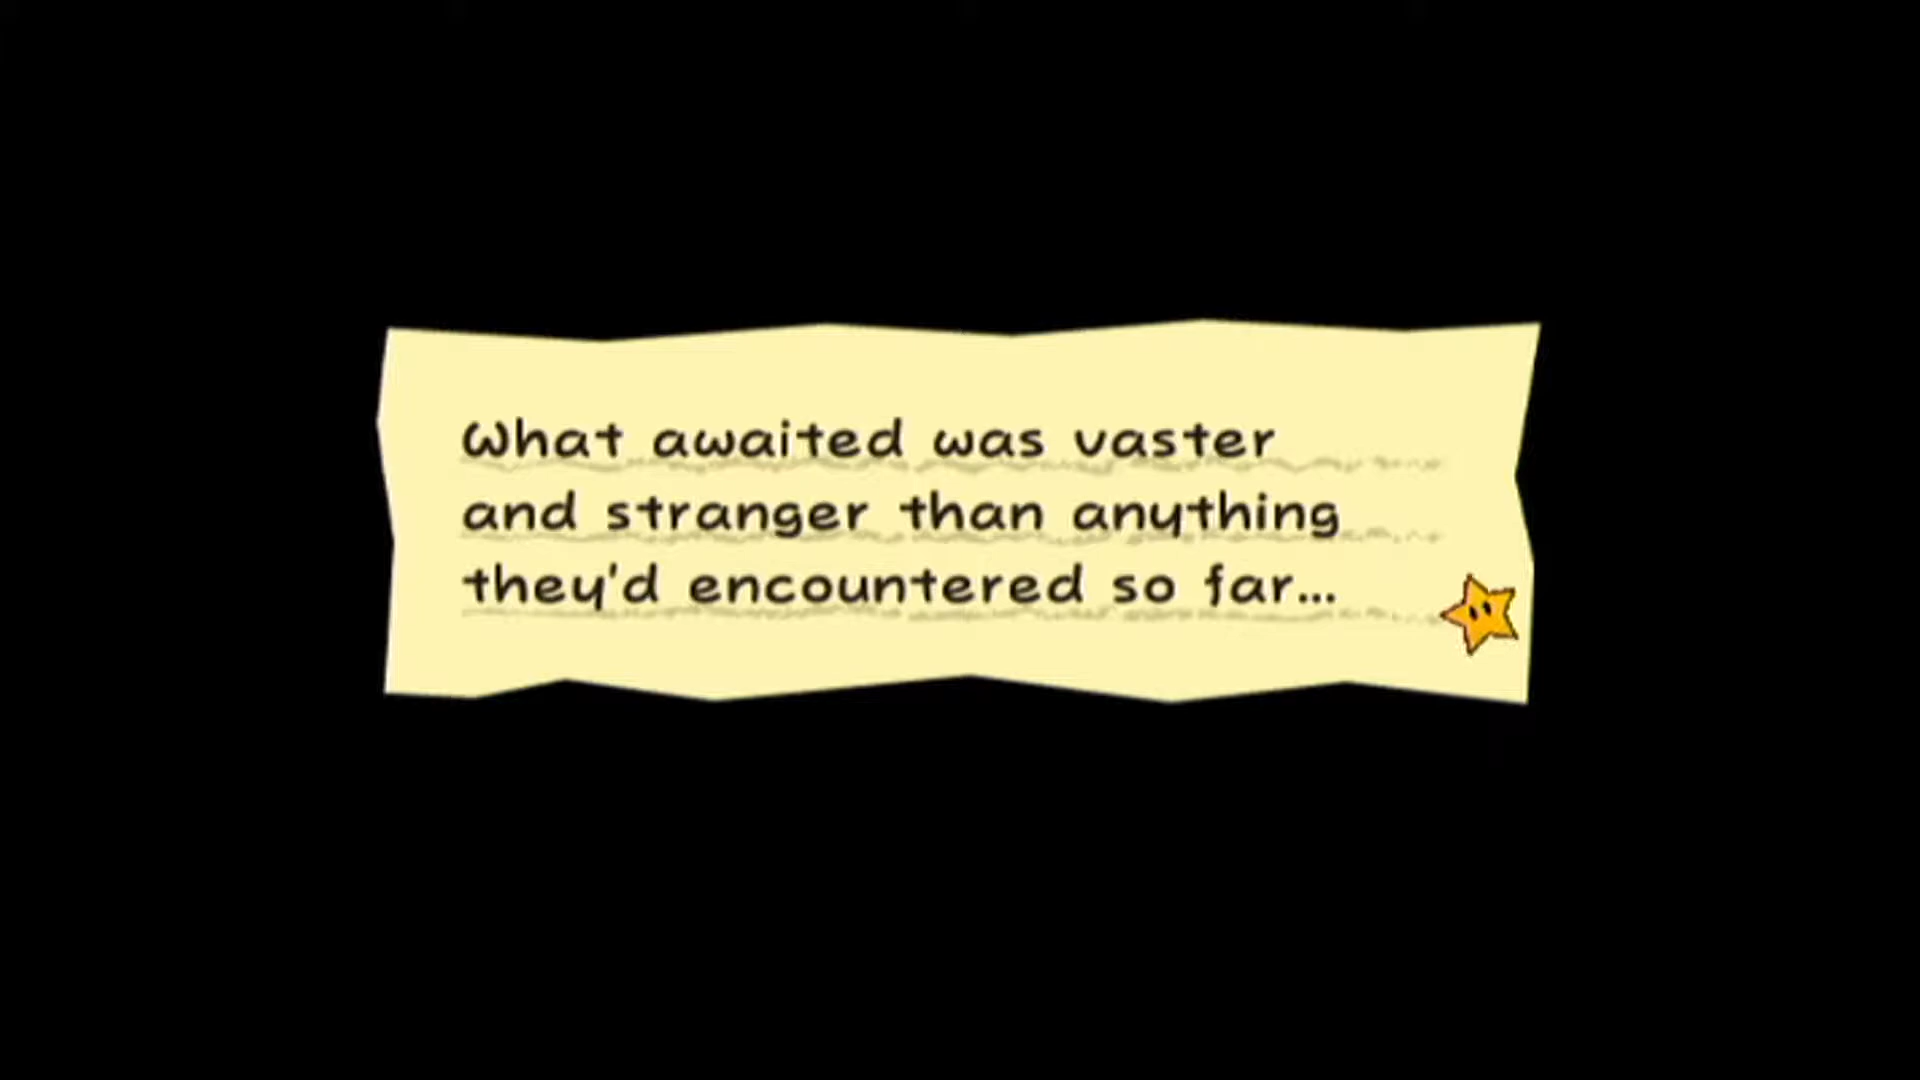 What awaited was vaster
and stranger than anything
they'd encountered so far...